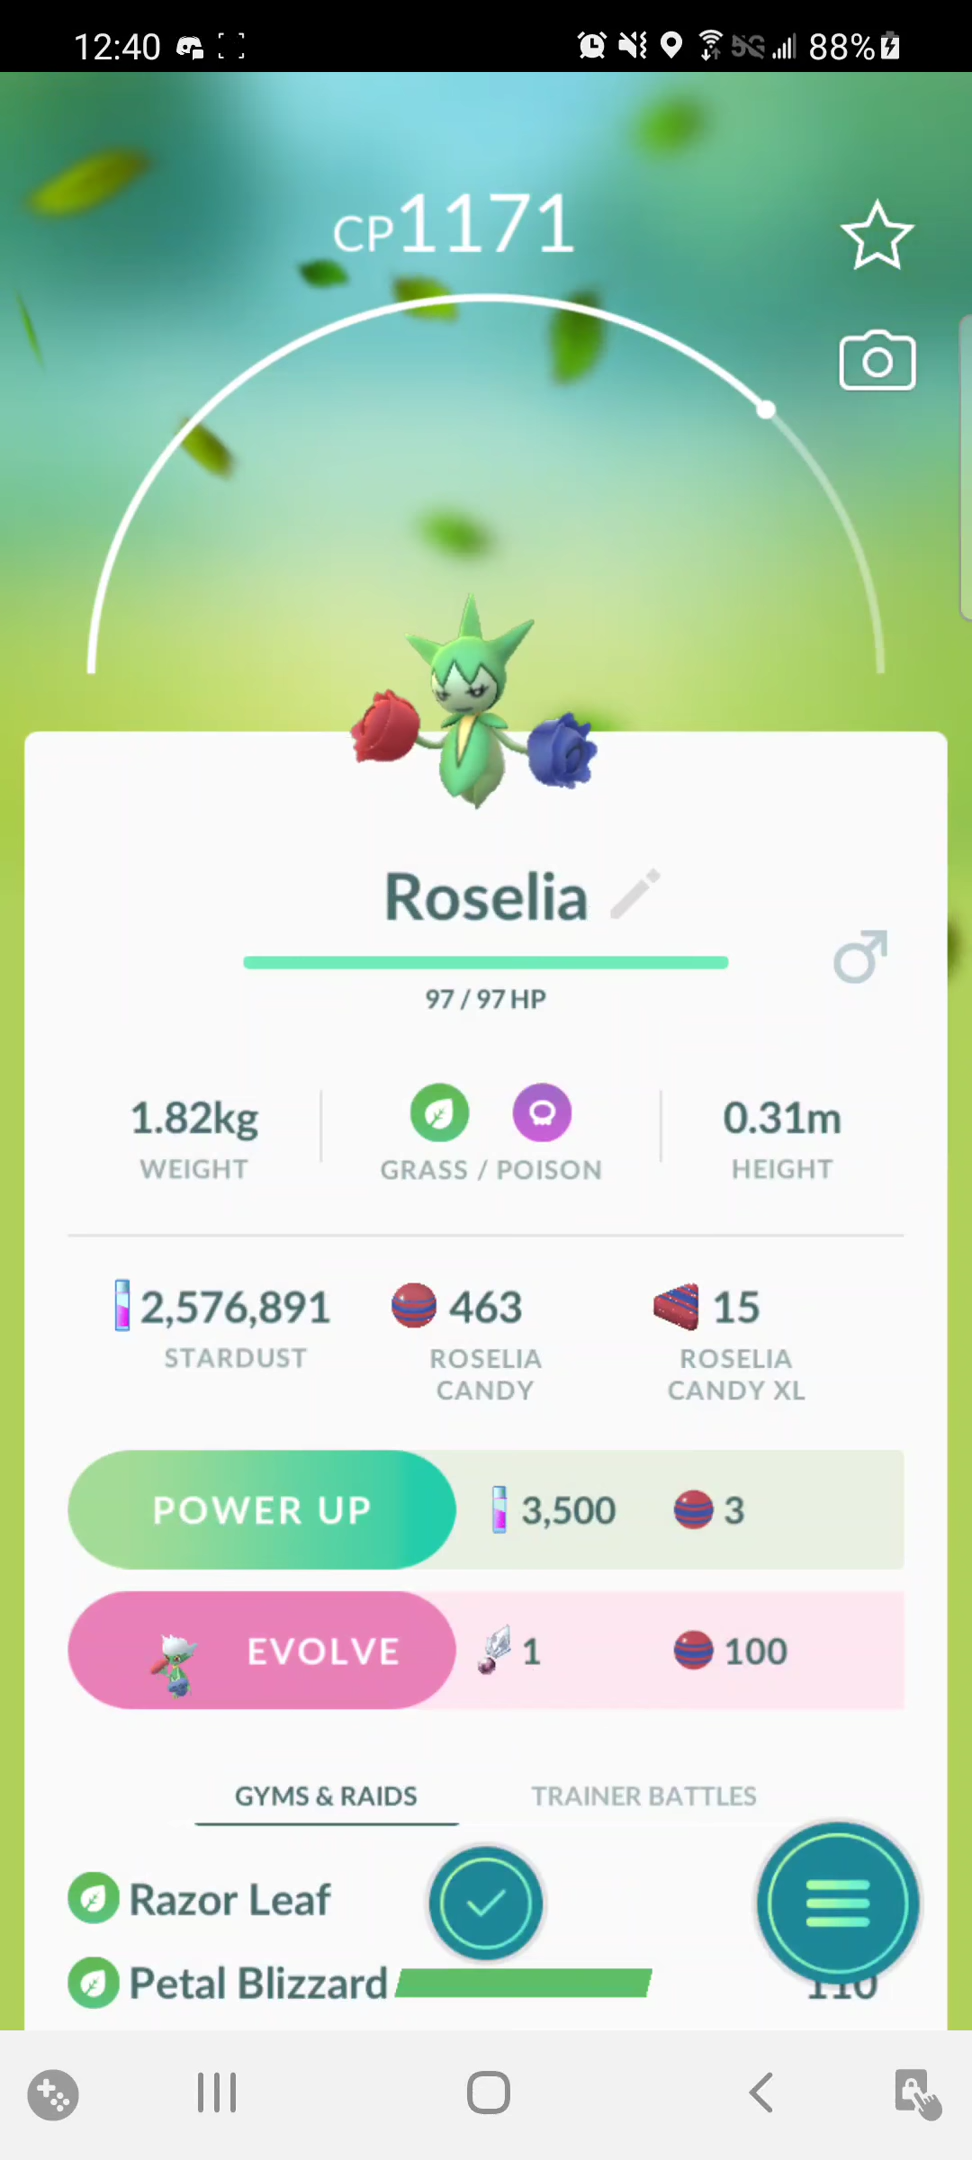 12:40 5G 88%
CP1171
Roselia
97 / 97 HP
1.82kg
WEIGHT
GRASS / POISON
0.31m
HEIGHT
2,576,891
STARDUST
463
ROSELIA
CANDY
15
ROSELIA
CANDY XL
POWER UP 3,500 3
EVOLVE 1 100
GYMS & RAIDS TRAINER BATTLES
Razor Leaf
Petal Blizzard 110